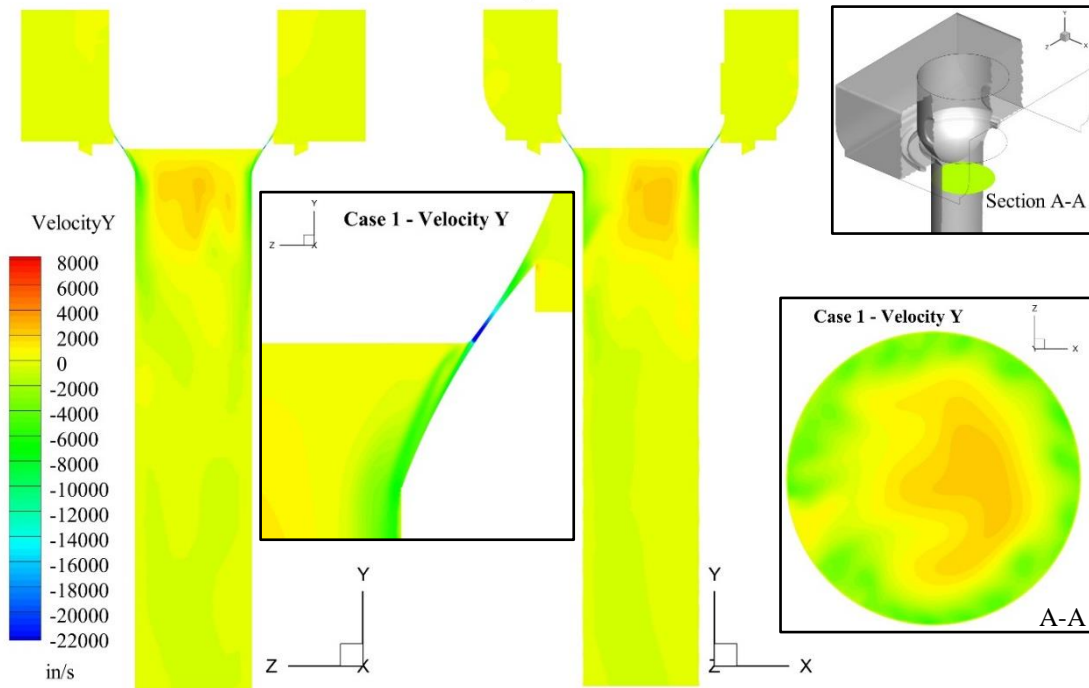 VelocityY
8000
6000
4000
2000
0
-2000
-4000
-6000
-8000
-10000
-12000
-14000
-16000
-18000
-20000
-22000
in/s
Y
Z X
Case 1 - Velocity Y
Y
Z X
Y
Z X
Y
Z X
Section A-A
Case 1 - Velocity Y
Z
Y X
A-A